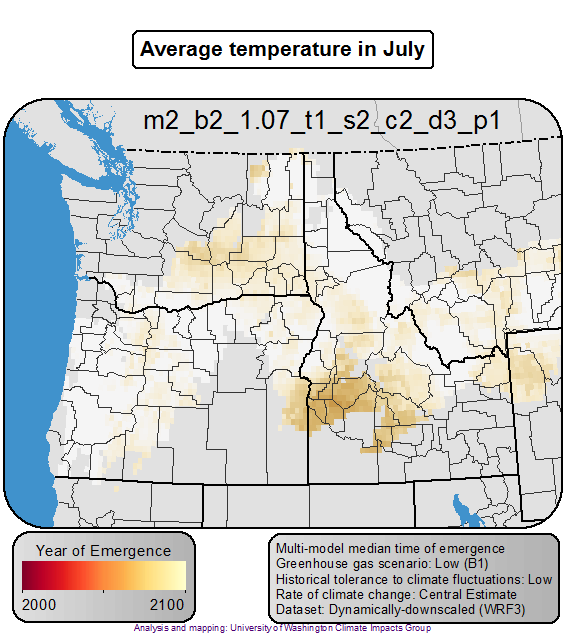 Average temperature in July
m2_b2_1.07_t1_s2_c2_d3_p1
Year of Emergence
2000 2100
Multi-model median time of emergence
Greenhouse gas scenario: Low (B1)
Historical tolerance to climate fluctuations: Low
Rate of climate change: Central Estimate
Dataset: Dynamically-downscaled (WRF3)
Analysis and mapping: University of Washington Climate Impacts Group